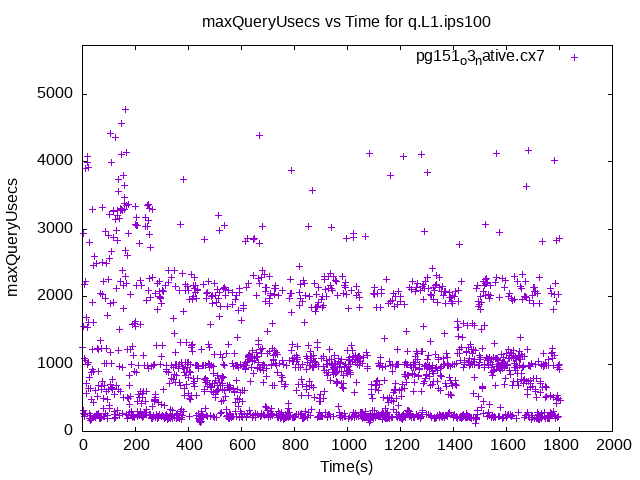 maxQueryUsecs vs Time for q.L1.ips100
pg151o3native.cx7
maxQueryUsecs
5000
4000
3000
2000
1000
0
0 200 400 600 800 1000 1200 1400 1600 1800 2000
Time(s)